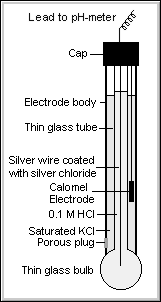 Lead to pH-meter
Cap
Electrode body
Thin glass tube
Silver wire coated
with silver chloride
Calomel
Electrode
0.1 M HCl
Saturated KCl
Porous plug
Thin glass bulb